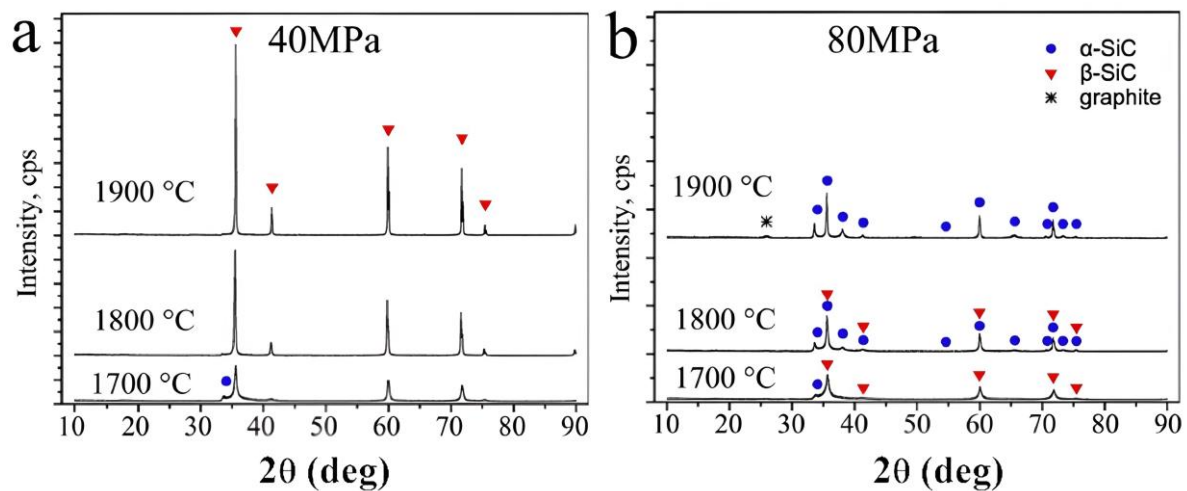 a
40MPa
Intensity, cps
1900 °C
1800 °C
1700 °C
10 20 30 40 50 60 70 80 90
2θ (deg)
b
80MPa
α-SiC
β-SiC
graphite
Intensity, cps
1900 °C
1800 °C
1700 °C
10 20 30 40 50 60 70 80 90
2θ (deg)